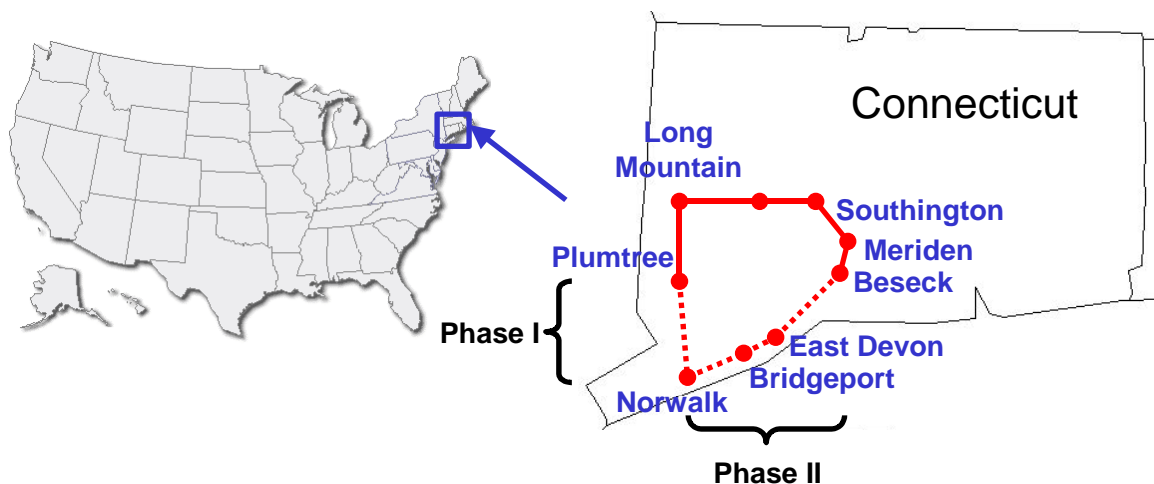 Connecticut
Long
Mountain
Southington
Meriden
Plumtree
Beseck
Phase I
East Devon
Bridgeport
Norwalk
Phase II